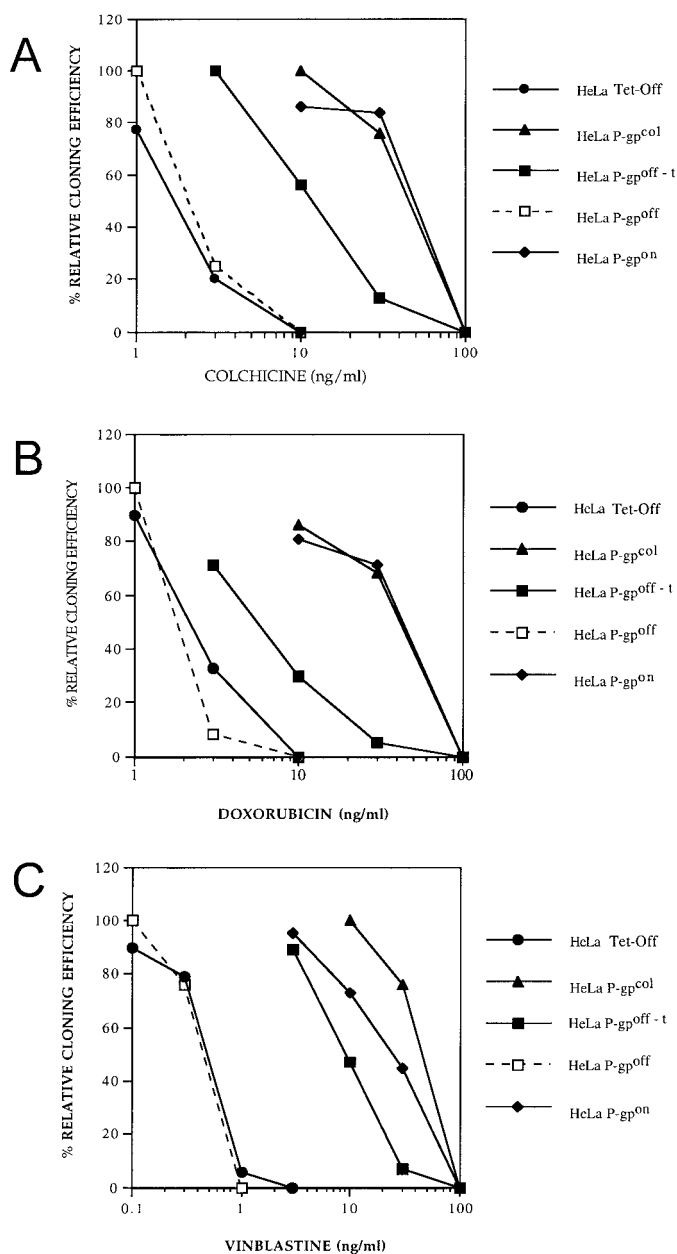 A
% RELATIVE CLONING EFFICIENCY
120
100
80
60
40
20
0
1
10
100
COLCHICINE (ng/ml)
HeLa Tet-Off
HeLa P-gpcol
HeLa P-gpoff - t
HeLa P-gpoff
HeLa P-gpon
B
% RELATIVE CLONING EFFICIENCY
120
100
80
60
40
20
0
1
10
100
DOXORUBICIN (ng/ml)
HeLa Tet-Off
HeLa P-gpcol
HeLa P-gpoff - t
HeLa P-gpoff
HeLa P-gpon
C
% RELATIVE CLONING EFFICIENCY
120
100
80
60
40
20
0
0.1
1
10
100
VINBLASTINE (ng/ml)
HeLa Tet-Off
HeLa P-gpcol
HeLa P-gpoff - t
HeLa P-gpoff
HeLa P-gpon